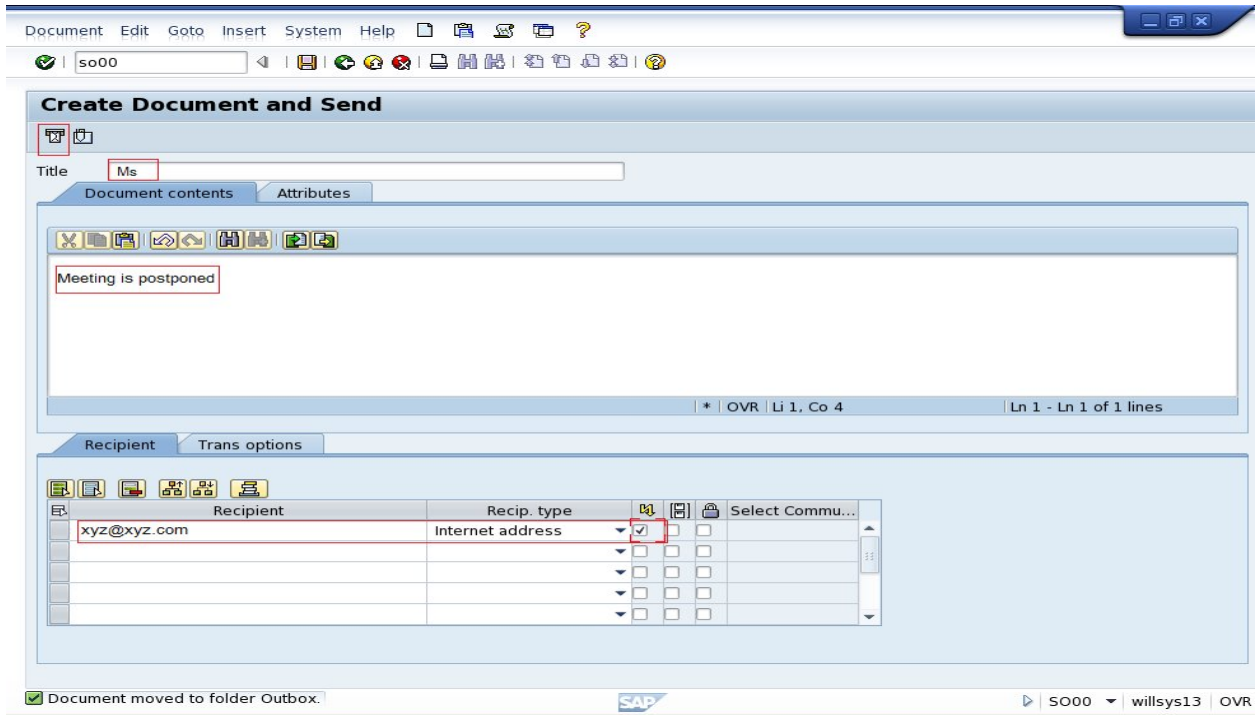 Document Edit Goto Insert System Help
so00
Create Document and Send
Title Ms
Document contents Attributes
Meeting is postponed
* OVR Li 1, Co 4 Ln 1 - Ln 1 of 1 lines
Recipient Trans options
Recipient Recip. type Select Commu...
xyz@xyz.com Internet address
Document moved to folder Outbox. SAP SO00 willsys13 OVR